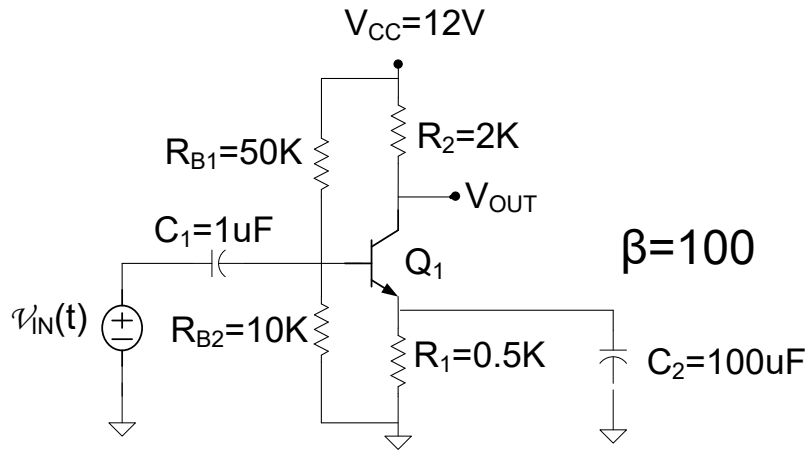 V_CC=12V
R_B1=50K
R_2=2K
V_OUT
C_1=1uF
Q_1
β=100
𝒱_IN(t)
+
−
R_B2=10K
R_1=0.5K
C_2=100uF